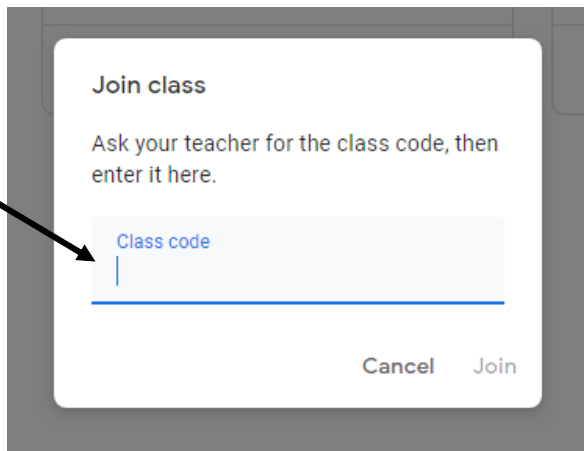 Join class
Ask your teacher for the class code, then
enter it here.
Class code
Cancel Join